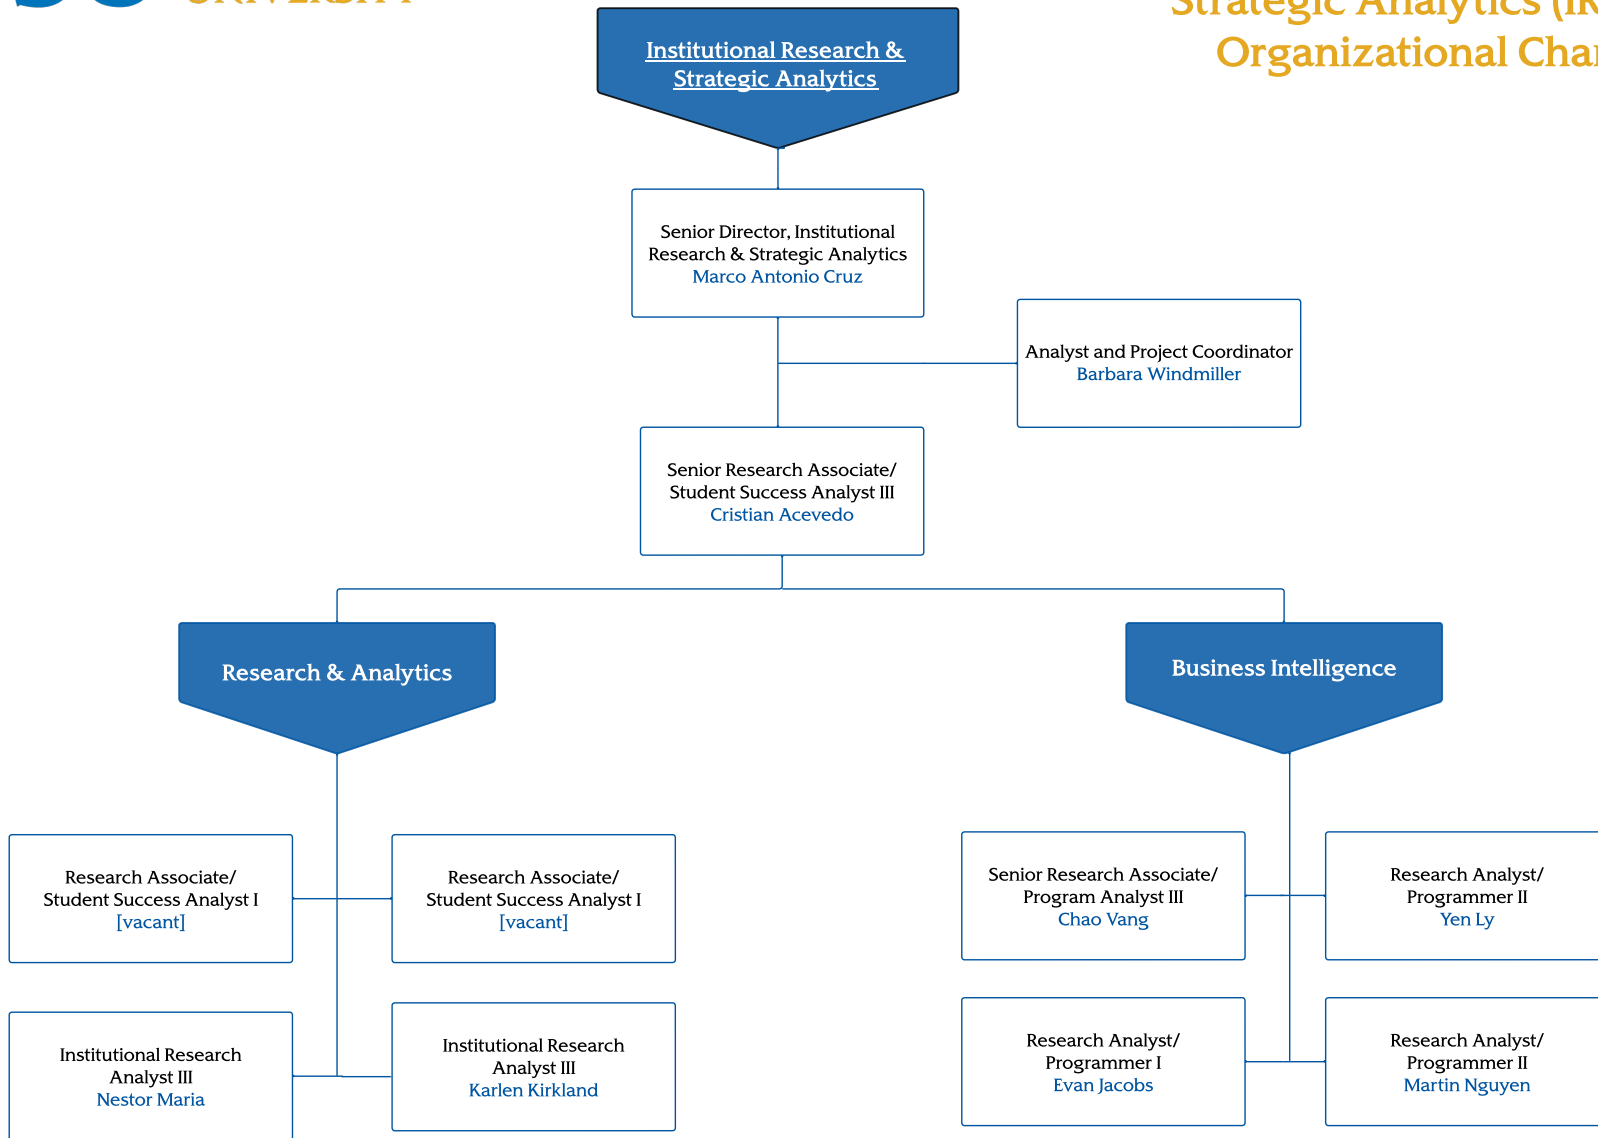 UNIVERSITY
Strategic Analytics
Organizational
Institutional Research &
Strategic Analytics
Senior Director, Institutional
Research & Strategic Analytics
Marco Antonio Cruz
Analyst and Project Coordinator
Barbara Windmiller
Senior Research Associate/
Student Success Analyst III
Cristian Acevedo
Research & Analytics
Business Intelligence
Research Associate/
Student Success Analyst I
[vacant]
Research Associate/
Student Success Analyst I
[vacant]
Senior Research Associate/
Program Analyst III
Chao Vang
Research Analyst/
Programmer II
Yen Ly
Institutional Research
Analyst III
Nestor Maria
Institutional Research
Analyst III
Karlen Kirkland
Research Analyst/
Programmer I
Evan Jacobs
Research Analyst/
Programmer II
Martin Nguyen